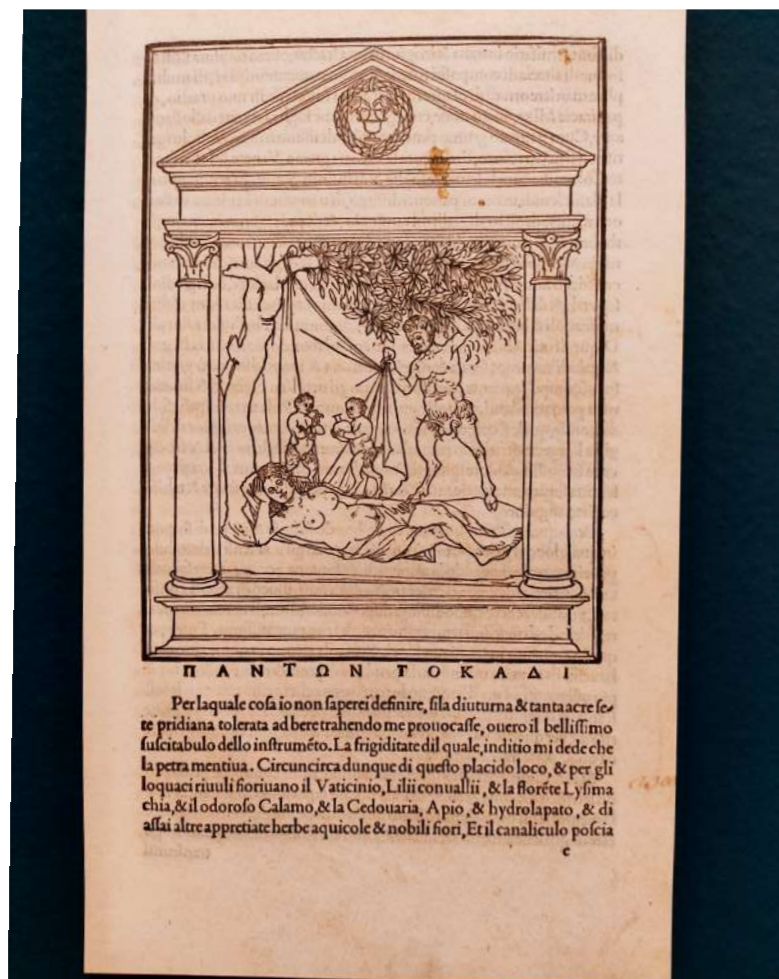 ΠΑΝΤΩΝ ΤΟΚΑΔΙ
Per laquale cosa io non saperei definire, sila diuturna & tanta acre se-
te pridiana tolerata ad bere trahendo me prouocasse, ouero il bellissimo
suscitabulo dello instrumẽto. La frigiditate dil quale, inditio mi dede che
la petra mentiua. Circuncirca dunque di questo placido loco, & per gli
loquaci riuuli fioriuano il Vaticinio, Lilii conuallii, & la florẽte Lysima
chia, & il odoroso Calamo, & la Cedouaria, Apio, & hydrolapato, & di
assai altre appretiate herbe aquicole & nobili fiori, Et il canaliculo poscia
e